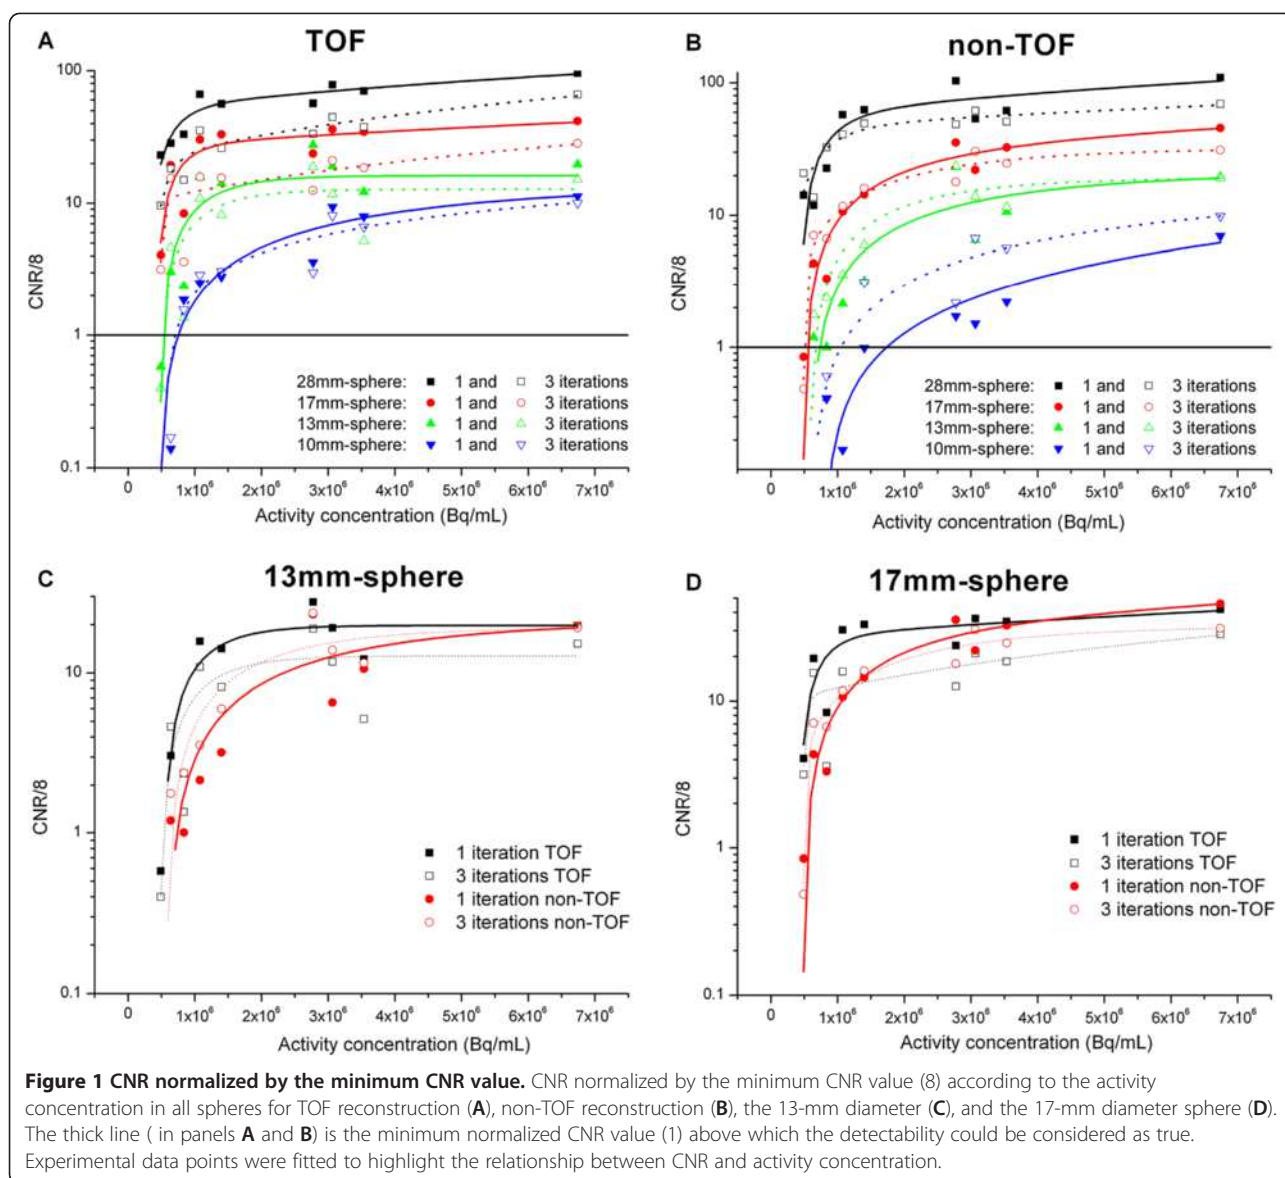 A
TOF
100
10
1
0.1
CNR/8
28mm-sphere: 1 and 3 iterations
17mm-sphere: 1 and 3 iterations
13mm-sphere: 1 and 3 iterations
10mm-sphere: 1 and 3 iterations
0 1x10⁶ 2x10⁶ 3x10⁶ 4x10⁶ 5x10⁶ 6x10⁶ 7x10⁶
Activity concentration (Bq/mL)
B
non-TOF
100
10
1
CNR/8
28mm-sphere: 1 and 3 iterations
17mm-sphere: 1 and 3 iterations
13mm-sphere: 1 and 3 iterations
10mm-sphere: 1 and 3 iterations
0 1x10⁶ 2x10⁶ 3x10⁶ 4x10⁶ 5x10⁶ 6x10⁶ 7x10⁶
Activity concentration (Bq/mL)
C
13mm-sphere
10
1
0.1
CNR/8
1 iteration TOF
3 iterations TOF
1 iteration non-TOF
3 iterations non-TOF
0 1x10⁶ 2x10⁶ 3x10⁶ 4x10⁶ 5x10⁶ 6x10⁶ 7x10⁶
Activity concentration (Bq/mL)
D
17mm-sphere
10
1
0.1
CNR/8
1 iteration TOF
3 iterations TOF
1 iteration non-TOF
3 iterations non-TOF
0 1x10⁶ 2x10⁶ 3x10⁶ 4x10⁶ 5x10⁶ 6x10⁶ 7x10⁶
Activity concentration (Bq/mL)
Figure 1 CNR normalized by the minimum CNR value. CNR normalized by the minimum CNR value (8) according to the activity
concentration in all spheres for TOF reconstruction (A), non-TOF reconstruction (B), the 13-mm diameter (C), and the 17-mm diameter sphere (D).
The thick line ( in panels A and B) is the minimum normalized CNR value (1) above which the detectability could be considered as true.
Experimental data points were fitted to highlight the relationship between CNR and activity concentration.